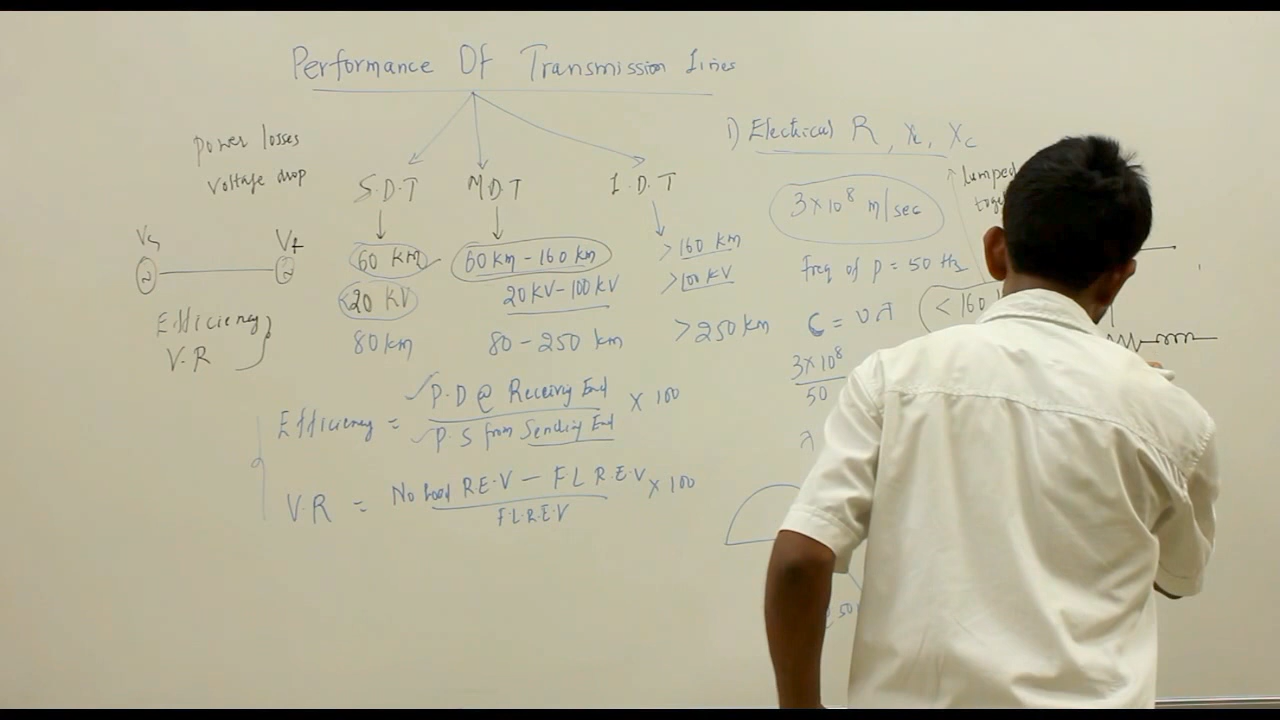 Performance Of Transmission Lines
Power losses
Voltage drop
S.D.T M.D.T L.D.T
60 km 60 km - 160 km >160 km
<20 KV 20 KV - 100 KV >100 KV
80 km 80 - 250 km >250 km
Efficiency
V.R
Efficiency = P.D @ Receiving End / P.S from Sending End × 100
V.R = No load R.E.V - F.L R.E.V / F.L.R.E.V × 100
1) Electrical R, XL, XC
Lumped
3×10⁸ m/sec
freq of P = 50 Hz
<160
3×10⁸
50
λ